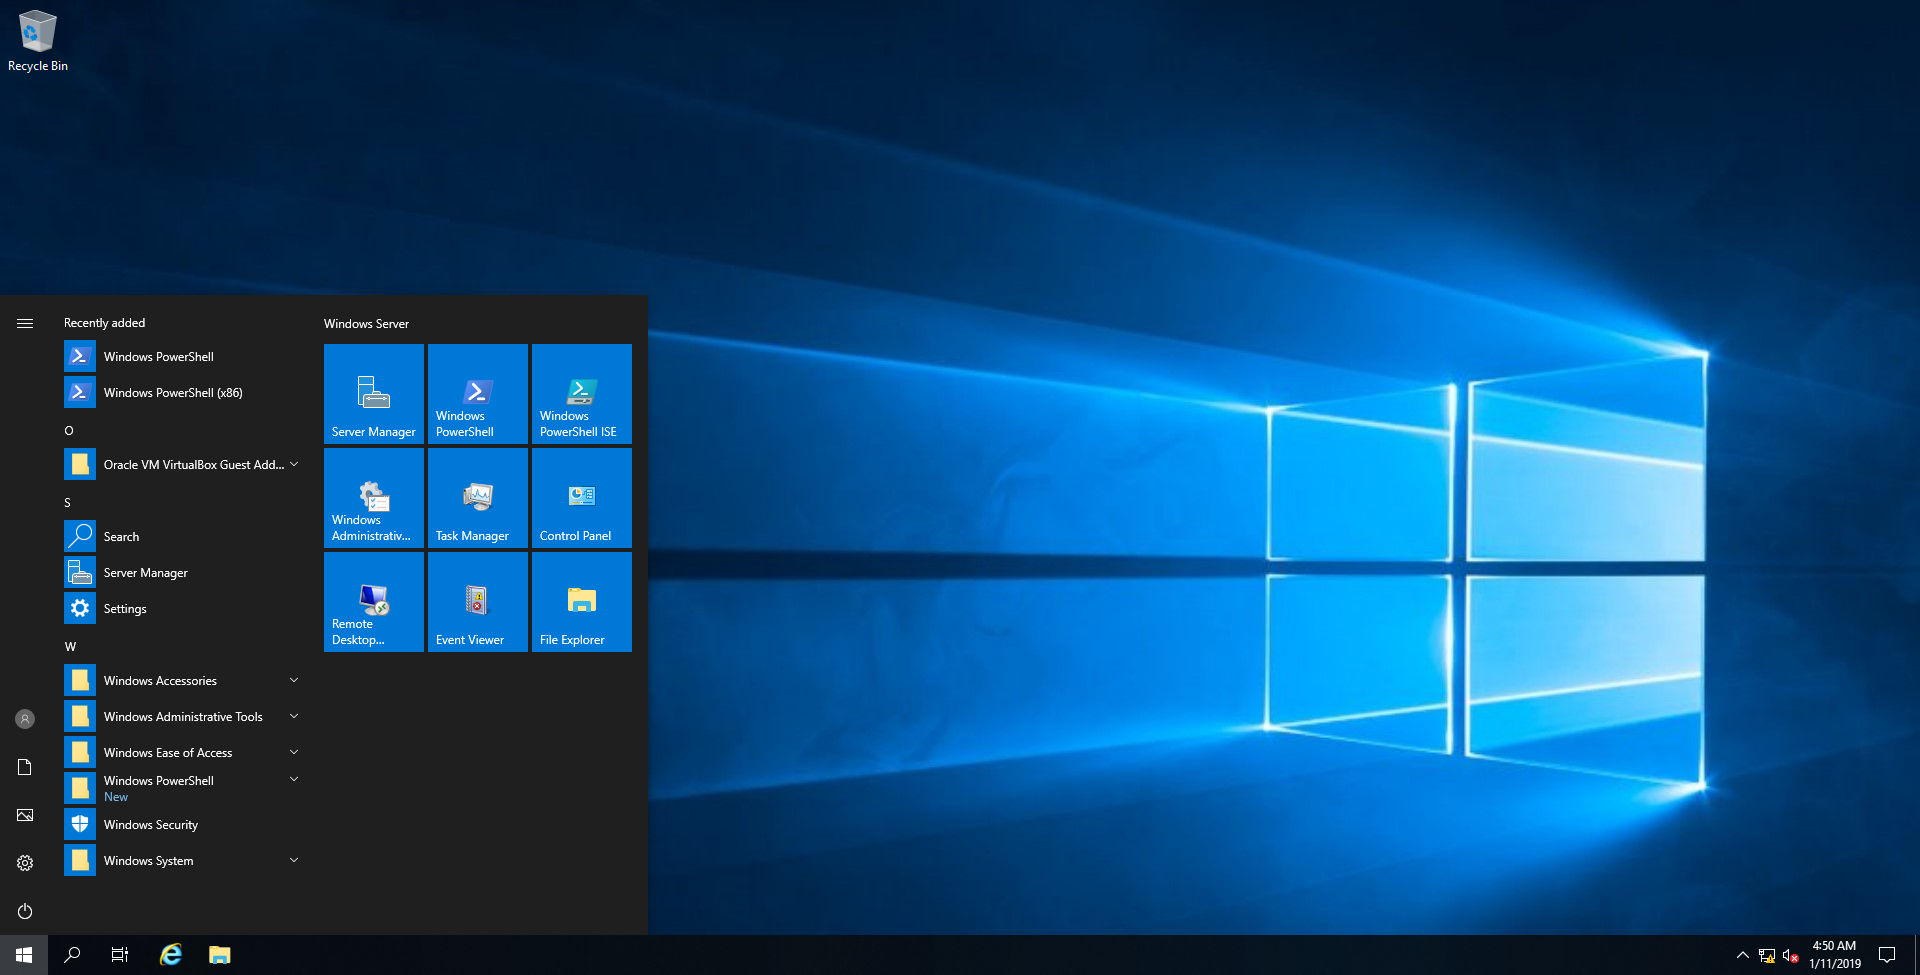 Recycle Bin
Recently added
Windows PowerShell
Windows PowerShell (x86)
O
Oracle VM VirtualBox Guest Add...
S
Search
Server Manager
Settings
W
Windows Accessories
Windows Administrative Tools
Windows Ease of Access
Windows PowerShell
New
Windows Security
Windows System
Windows Server
Server Manager
Windows
PowerShell
Windows
PowerShell ISE
Windows
Administrativ...
Task Manager
Control Panel
Remote
Desktop...
Event Viewer
File Explorer
4:50 AM
1/11/2019